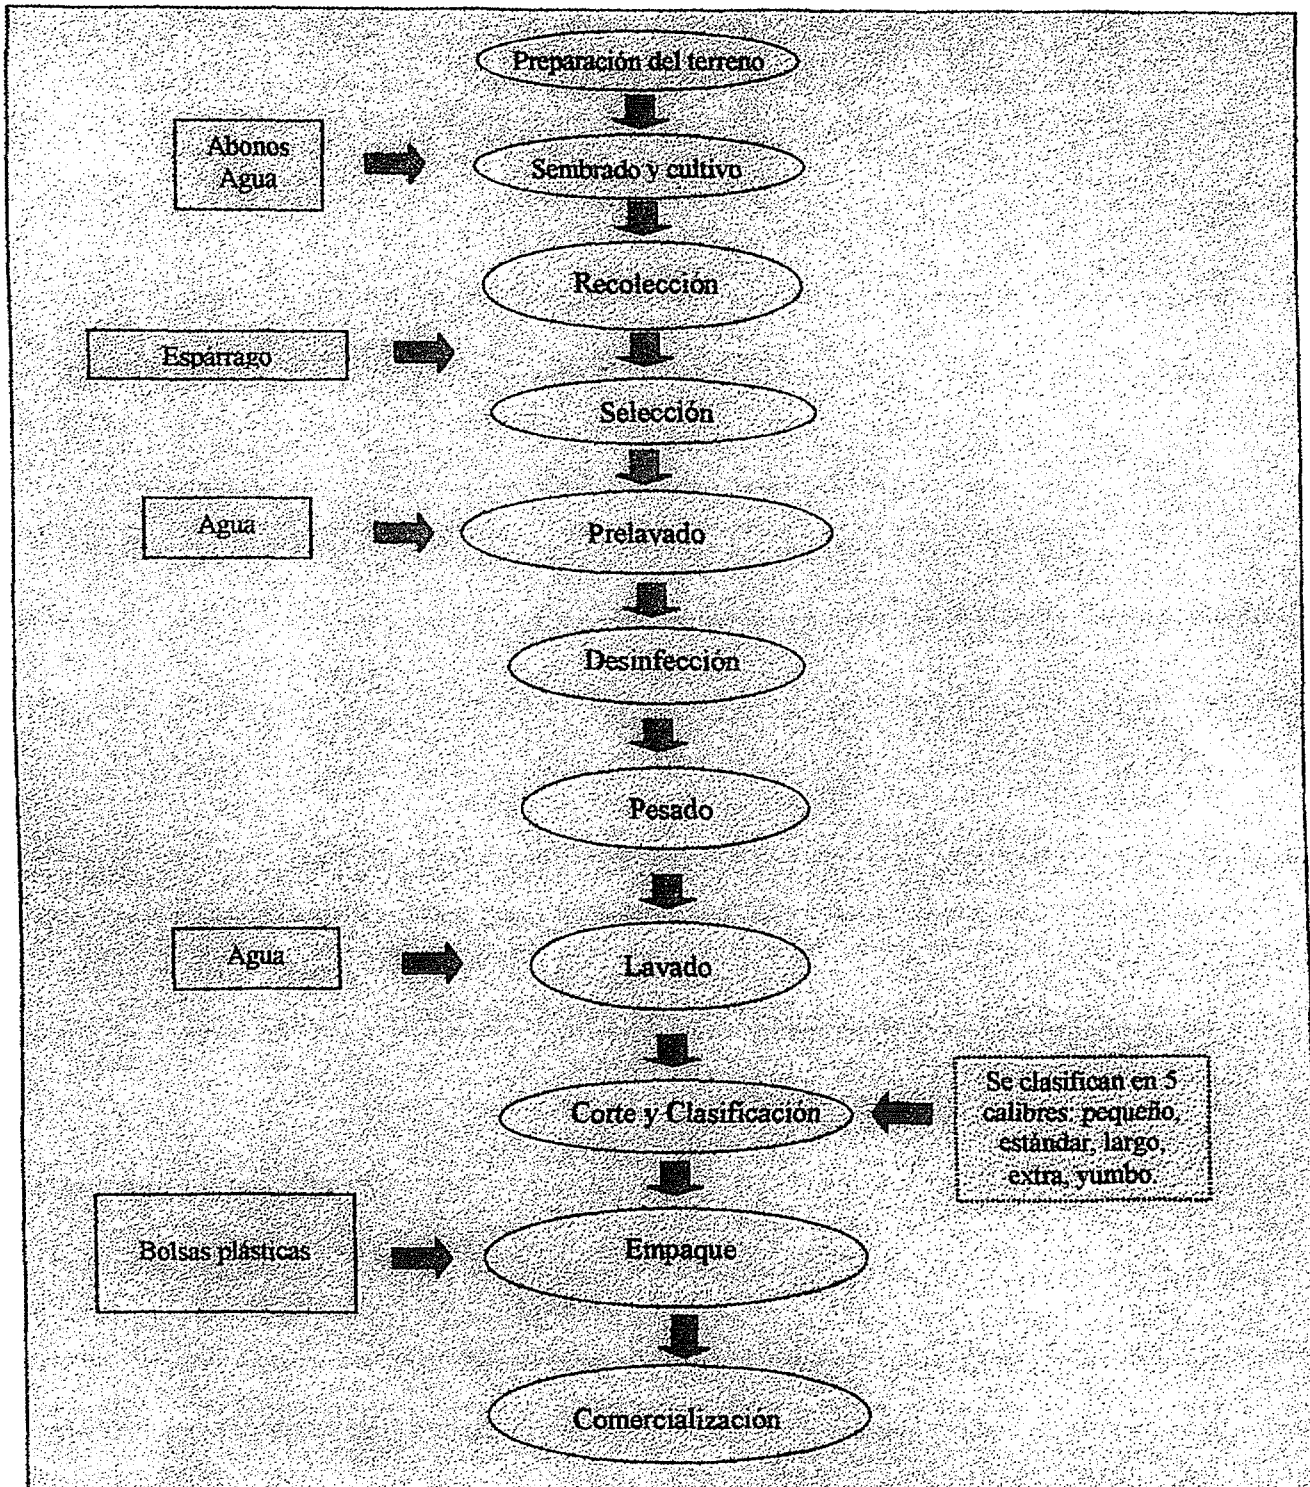 Preparación del terreno
Abonos
Agua
Sembrado y cultivo
Recolección
Espárrago
Selección
Agua
Prelavado
Desinfección
Pesado
Agua
Lavado
Corte y Clasificación
Se clasifican en 5
calibres: pequeño,
estándar, largo,
extra, yumbo.
Bolsas plásticas
Empaque
Comercialización